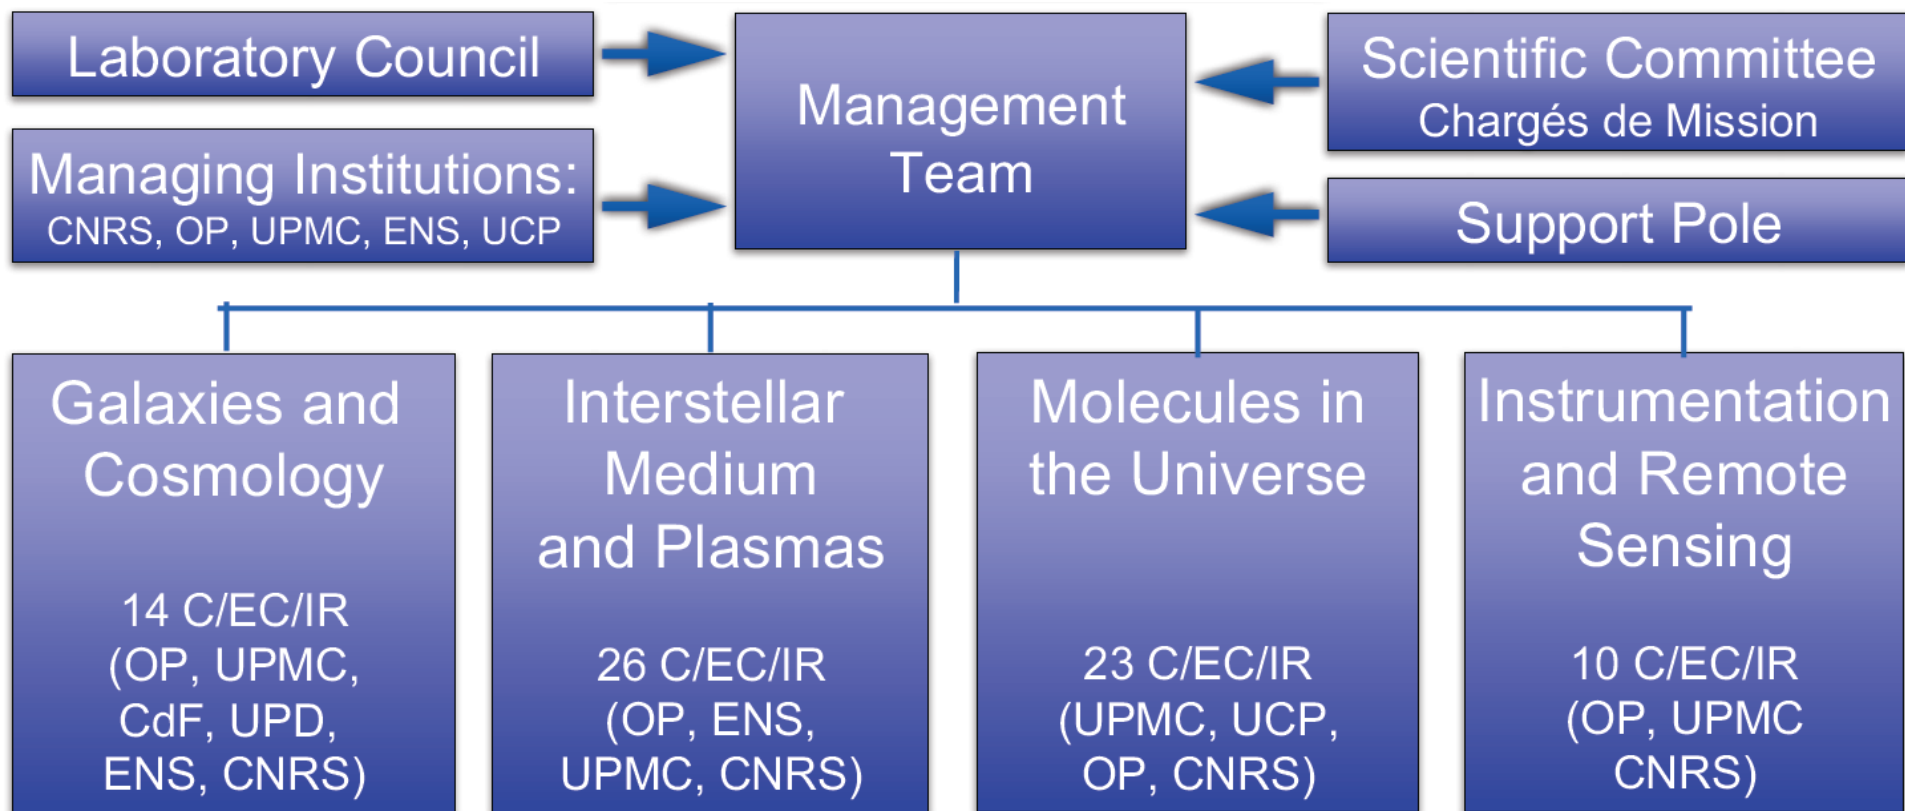 Laboratory Council
Managing Institutions:
CNRS, OP, UPMC, ENS, UCP
Management
Team
Scientific Committee
Chargés de Mission
Support Pole
Galaxies and
Cosmology
14 C/EC/IR
(OP, UPMC,
CdF, UPD,
ENS, CNRS)
Interstellar
Medium
and Plasmas
26 C/EC/IR
(OP, ENS,
UPMC, CNRS)
Molecules in
the Universe
23 C/EC/IR
(UPMC, UCP,
OP, CNRS)
Instrumentation
and Remote
Sensing
10 C/EC/IR
(OP, UPMC
CNRS)